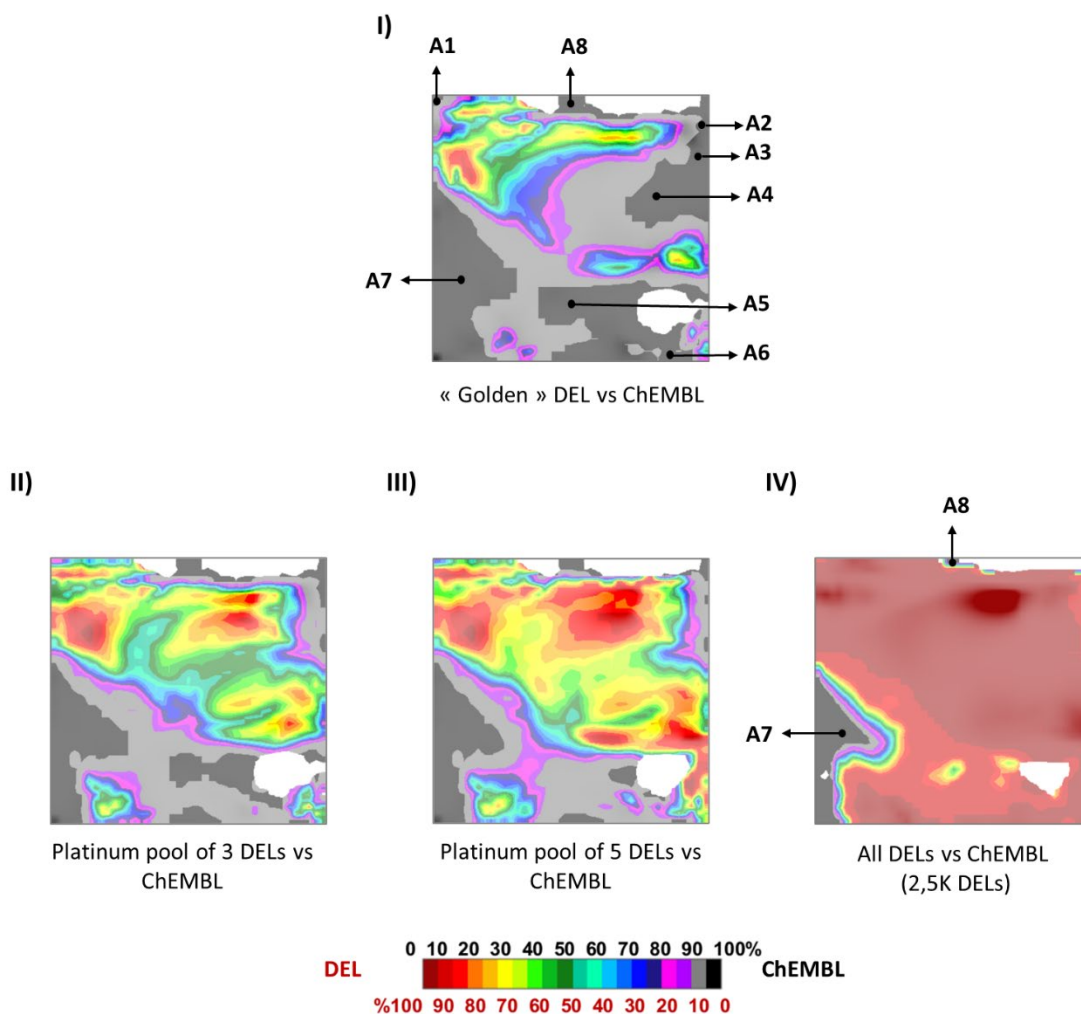 I)
A1
A8
A2
A3
A4
A7
A5
A6
« Golden » DEL vs ChEMBL
II)
III)
IV)
A8
A7
Platinum pool of 3 DELs vs
ChEMBL
Platinum pool of 5 DELs vs
ChEMBL
All DELs vs ChEMBL
(2,5K DELs)
0 10 20 30 40 50 60 70 80 90 100%
DEL
ChEMBL
%100 90 80 70 60 50 40 30 20 10 0